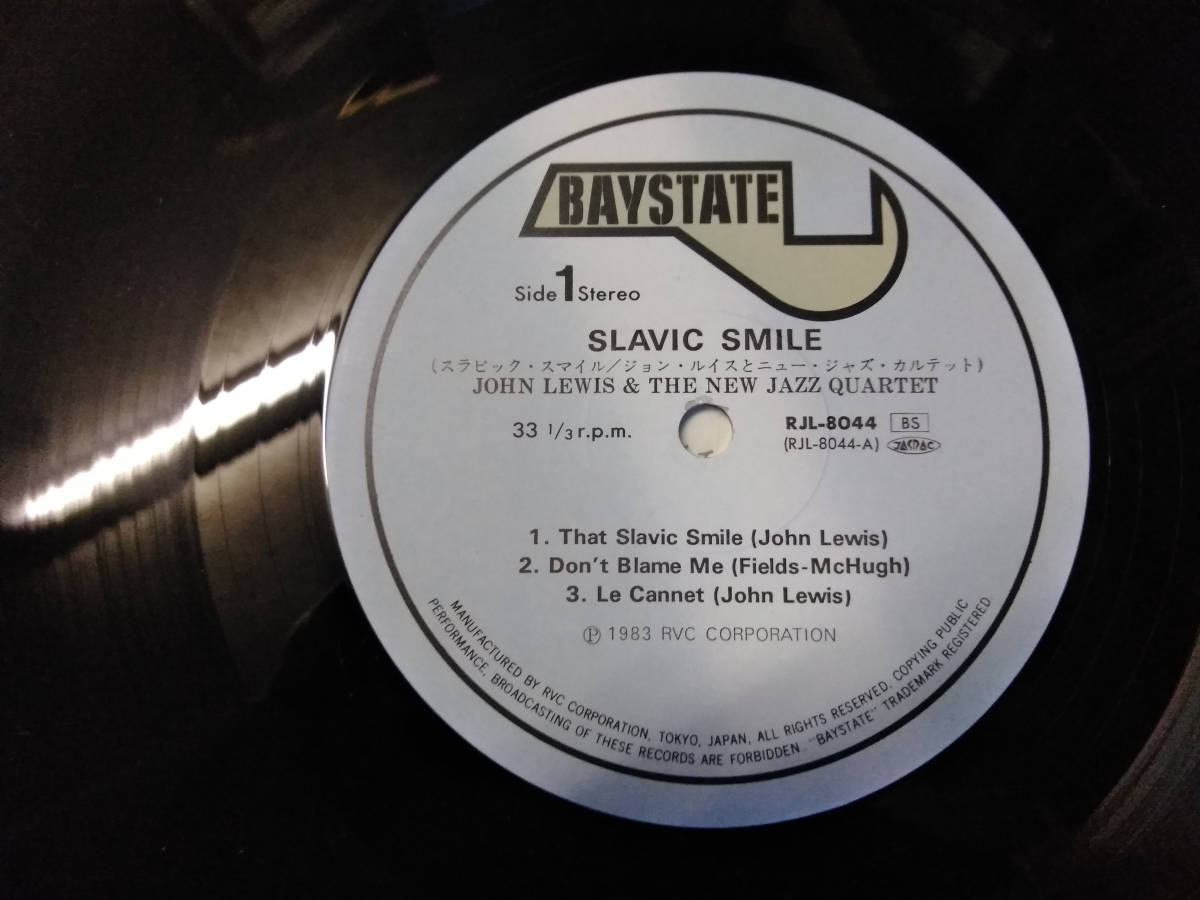 BAYSTATE
Side 1 Stereo
SLAVIC SMILE
(スラビック・スマイル/ジョン・ルイスとニュー・ジャズ・カルテット)
JOHN LEWIS & THE NEW JAZZ QUARTET
33 1/3 r.p.m.
RJL-8044 BS
(RJL-8044-A) JASRAC
1. That Slavic Smile (John Lewis)
2. Don't Blame Me (Fields-McHugh)
3. Le Cannet (John Lewis)
Ⓟ 1983 RVC CORPORATION
MANUFACTURED BY RVC CORPORATION, TOKYO, JAPAN, ALL RIGHTS RESERVED, COPYING PUBLIC
PERFORMANCE, BROADCASTING OF THESE RECORDS ARE FORBIDDEN. "BAYSTATE" TRADEMARK REGISTERED.